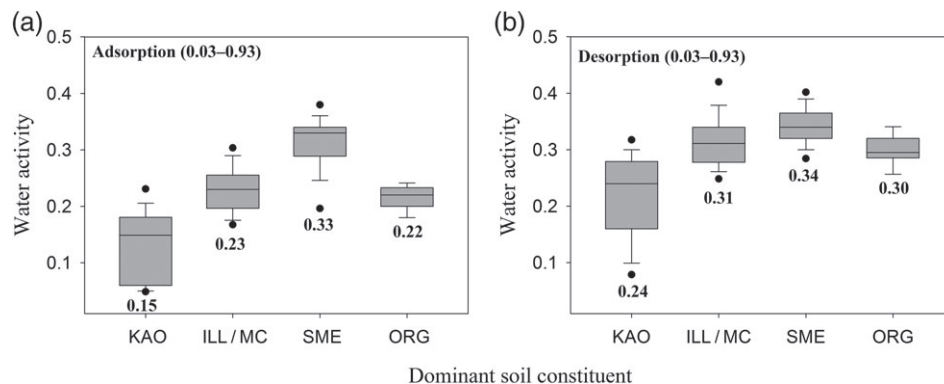 (a)
Adsorption (0.03–0.93)
Water activity
0.5
0.4
0.3
0.2
0.1
0.15
0.23
0.33
0.22
KAO
ILL / MC
SME
ORG
(b)
Desorption (0.03–0.93)
Water activity
0.5
0.4
0.3
0.2
0.1
0.24
0.31
0.34
0.30
KAO
ILL / MC
SME
ORG
Dominant soil constituent